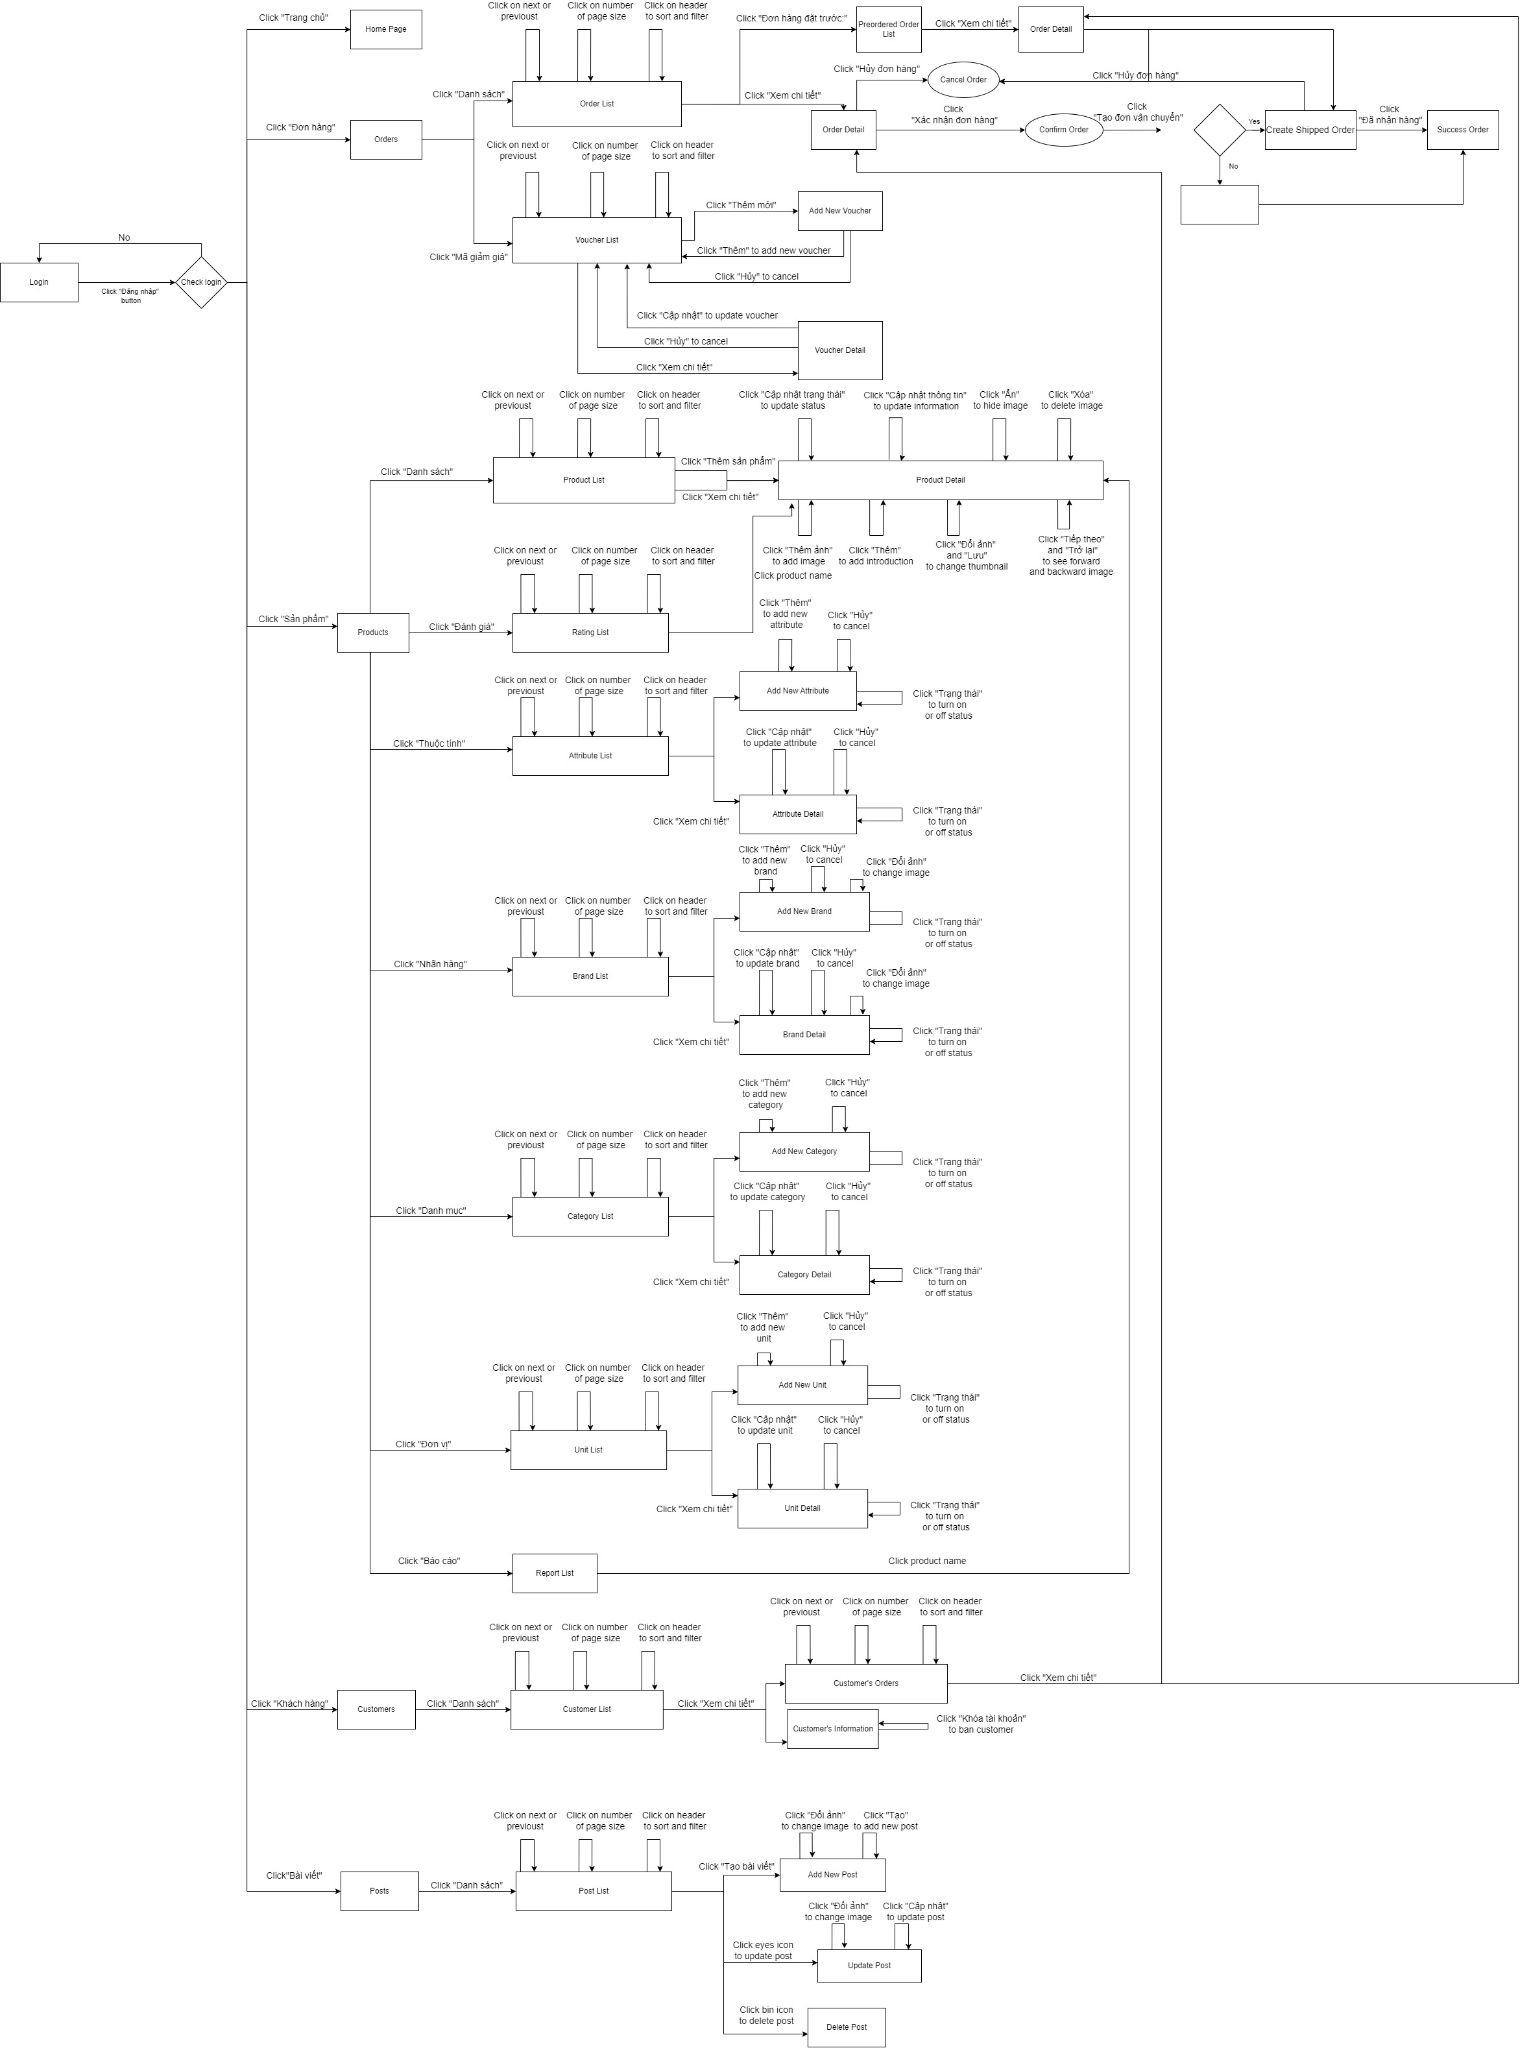 Click "Trang chủ"
Home Page
Click "Đơn hàng"
Orders
Click "Danh sách"
Click on next or
previoust
Click on number
of page size
Click on header
to sort and filter
Order List
Click "Đơn hàng đặt trước:"
Preordered Order
List
Click "Xem chi tiết"
Order Detail
Click "Hủy đơn hàng"
Cancel Order
Click "Hủy đơn hàng"
Click "Xem chi tiết"
Order Detail
Click
"Xác nhận đơn hàng"
Confirm Order
Click
"Tạo đơn vận chuyển"
Yes
No
Create Shipped Order
Click
"Đã nhận hàng"
Success Order
Click on next or
previoust
Click on number
of page size
Click on header
to sort and filter
Voucher List
Click "Mã giảm giá"
Click "Thêm mới"
Add New Voucher
Click "Thêm" to add new voucher
Click "Hủy" to cancel
Click "Cập nhật" to update voucher
Click "Hủy" to cancel
Click "Xem chi tiết"
Voucher Detail
No
Login
Click "Đăng nhập"
button
Check login
Click "Sản phẩm"
Products
Click "Danh sách"
Click on next or
previoust
Click on number
of page size
Click on header
to sort and filter
Product List
Click "Thêm sản phẩm"
Click "Xem chi tiết"
Click "Cập nhật trạng thái"
to update status
Click "Cập nhật thông tin"
to update information
Click "Ẩn"
to hide image
Click "Xóa"
to delete image
Product Detail
Click "Thêm ảnh"
to add image
Click "Thêm"
to add introduction
Click "Đổi ảnh"
and "Lưu"
to change thumbnail
Click "Tiếp theo"
and "Trở lại"
to see forward
and backward image
Click product name
Click "Đánh giá"
Click on next or
previoust
Click on number
of page size
Click on header
to sort and filter
Rating List
Click "Thuộc tính"
Click on next or
previoust
Click on number
of page size
Click on header
to sort and filter
Attribute List
Click "Thêm"
to add new
attribute
Click "Hủy"
to cancel
Add New Attribute
Click "Trạng thái"
to turn on
or off status
Click "Cập nhật"
to update attribute
Click "Hủy"
to cancel
Click "Xem chi tiết"
Attribute Detail
Click "Trạng thái"
to turn on
or off status
Click "Nhãn hàng"
Click on next or
previoust
Click on number
of page size
Click on header
to sort and filter
Brand List
Click "Thêm"
to add new
brand
Click "Hủy"
to cancel
Click "Đổi ảnh"
to change image
Add New Brand
Click "Trạng thái"
to turn on
or off status
Click "Cập nhật"
to update brand
Click "Hủy"
to cancel
Click "Đổi ảnh"
to change image
Click "Xem chi tiết"
Brand Detail
Click "Trạng thái"
to turn on
or off status
Click "Danh mục"
Click on next or
previoust
Click on number
of page size
Click on header
to sort and filter
Category List
Click "Thêm"
to add new
category
Click "Hủy"
to cancel
Add New Category
Click "Trạng thái"
to turn on
or off status
Click "Cập nhật"
to update category
Click "Hủy"
to cancel
Click "Xem chi tiết"
Category Detail
Click "Trạng thái"
to turn on
or off status
Click "Đơn vị"
Click on next or
previoust
Click on number
of page size
Click on header
to sort and filter
Unit List
Click "Thêm"
to add new
unit
Click "Hủy"
to cancel
Add New Unit
Click "Trạng thái"
to turn on
or off status
Click "Cập nhật"
to update unit
Click "Hủy"
to cancel
Click "Xem chi tiết"
Unit Detail
Click "Trạng thái"
to turn on
or off status
Click "Báo cáo"
Report List
Click product name
Click "Khách hàng"
Customers
Click "Danh sách"
Click on next or
previoust
Click on number
of page size
Click on header
to sort and filter
Customer List
Click "Xem chi tiết"
Click on next or
previoust
Click on number
of page size
Click on header
to sort and filter
Customer's Orders
Click "Xem chi tiết"
Customer's Information
Click "Khóa tài khoản"
to ban customer
Click"Bài viết"
Posts
Click "Danh sách"
Click on next or
previoust
Click on number
of page size
Click on header
to sort and filter
Post List
Click "Tạo bài viết"
Click "Đổi ảnh"
to change image
Click "Tạo"
to add new post
Add New Post
Click "Đổi ảnh"
to change image
Click "Cập nhật"
to update post
Click eyes icon
to update post
Update Post
Click bin icon
to delete post
Delete Post